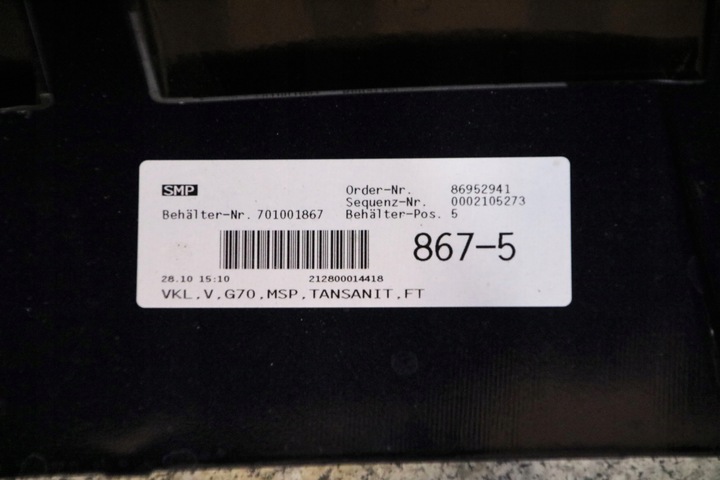 SMP
Order-Nr. 86952941
Sequenz-Nr. 0002105273
Behälter-Nr. 701001867 Behälter-Pos. 5
867-5
28.10 15:10 212800014418
VKL.V.G70.MSP.TANSANIT.FT